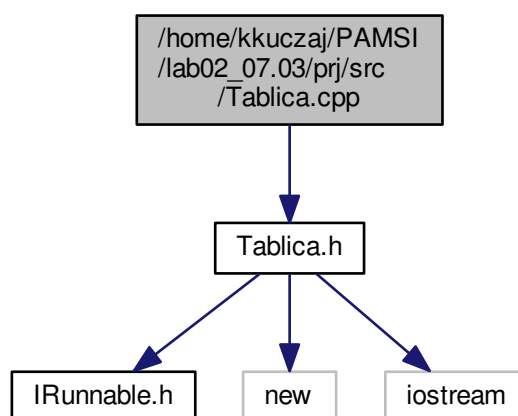 /home/kkuczaj/PAMSI
/lab02_07.03/prj/src
/Tablica.cpp
Tablica.h
IRunnable.h
new
iostream